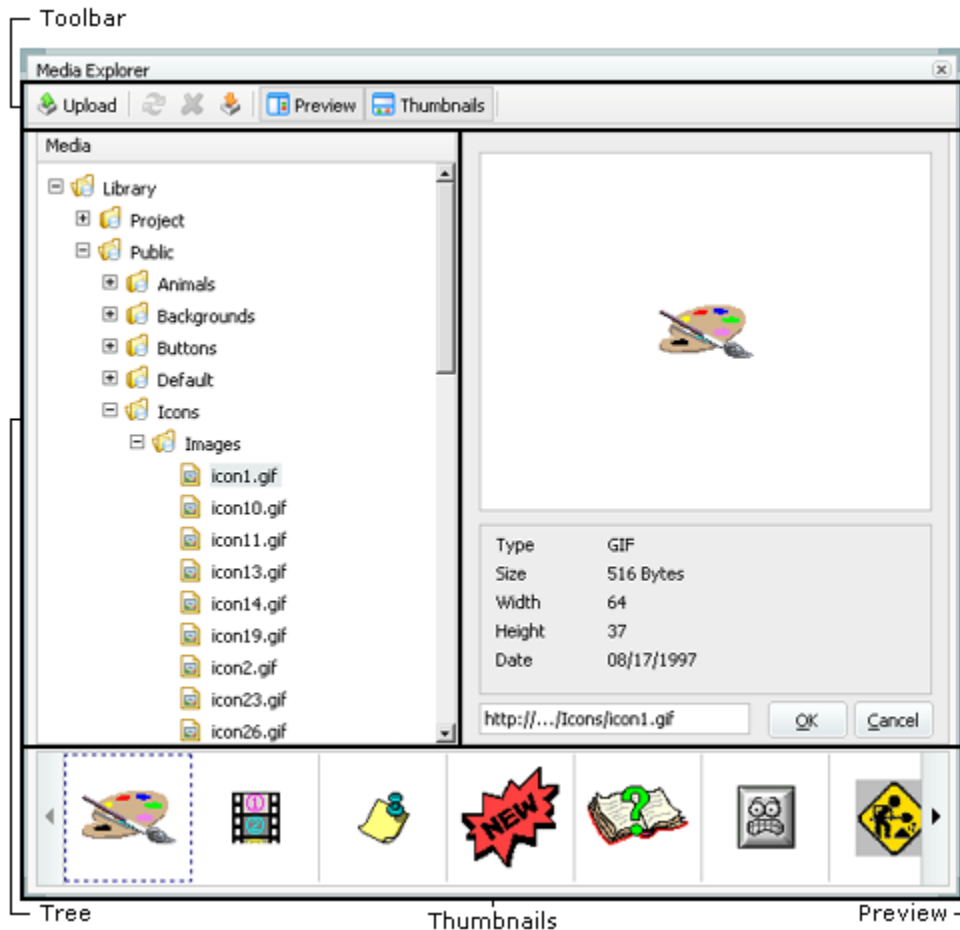 Toolbar
Media Explorer
Upload Preview Thumbnails
Media
Library
Project
Public
Animals
Backgrounds
Buttons
Default
Icons
Images
icon1.gif
icon10.gif
icon11.gif
icon13.gif
icon14.gif
icon19.gif
icon2.gif
icon23.gif
icon26.gif
Type GIF
Size 516 Bytes
Width 64
Height 37
Date 08/17/1997
http://.../Icons/icon1.gif OK Cancel
1
2
NEW
?
Tree
Thumbnails
Preview